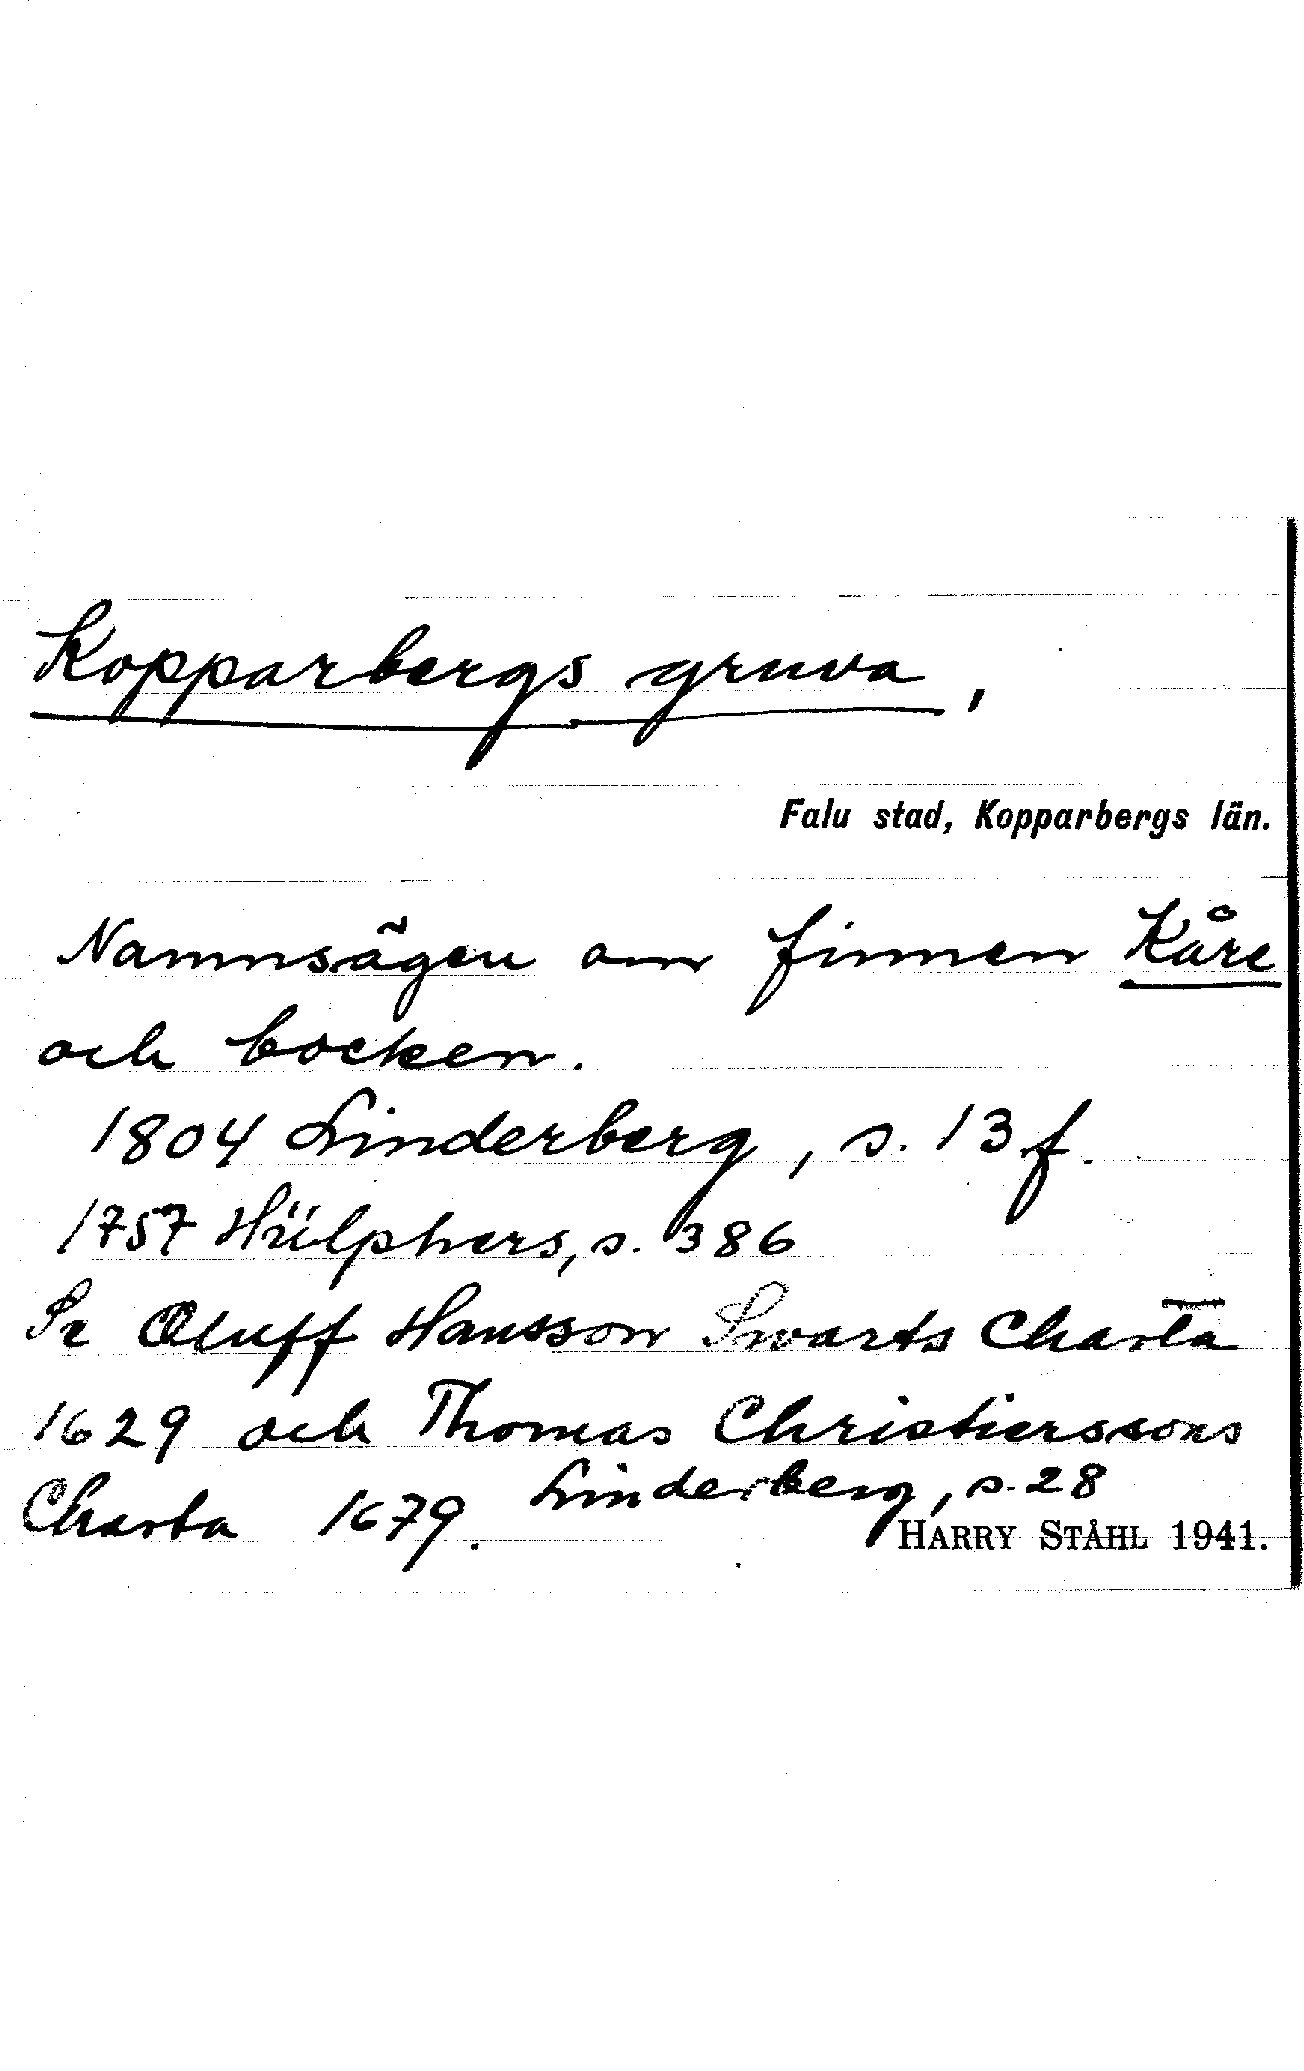 Kopparbergs gruva,
Falu stad, Kopparbergs län.
Namnsägen om finnen Kåre
och bocken.
1804 Linderberg, s. 13 f.
1757 Hülphers, s. 386
Se Oluff Hansson Swarts Charta
1629 och Thomas Christierssons
Charta 1679. Linderberg, s. 28
HARRY STÅHL 1941.